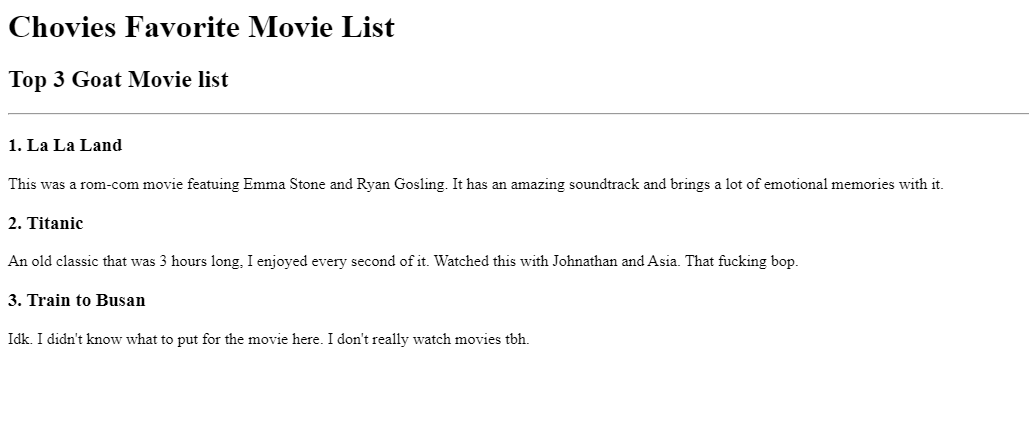 Chovies Favorite Movie List
Top 3 Goat Movie list
1. La La Land
This was a rom-com movie featuing Emma Stone and Ryan Gosling. It has an amazing soundtrack and brings a lot of emotional memories with it.
2. Titanic
An old classic that was 3 hours long, I enjoyed every second of it. Watched this with Johnathan and Asia. That fucking bop.
3. Train to Busan
Idk. I didn't know what to put for the movie here. I don't really watch movies tbh.